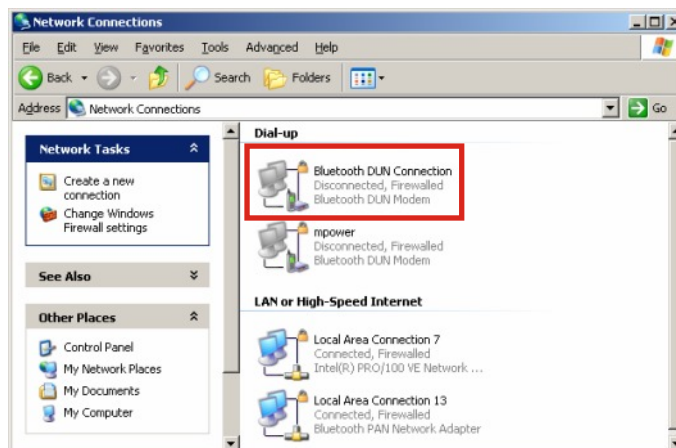 Network Connections
File Edit View Favorites Tools Advanced Help
Back Search Folders
Address Network Connections Go
Network Tasks
Create a new
connection
Change Windows
Firewall settings
See Also
Other Places
Control Panel
My Network Places
My Documents
My Computer
Dial-up
Bluetooth DUN Connection
Disconnected, Firewalled
Bluetooth DUN Modem
mpower
Disconnected, Firewalled
Bluetooth DUN Modem
LAN or High-Speed Internet
Local Area Connection 7
Connected, Firewalled
Intel(R) PRO/100 VE Network ...
Local Area Connection 13
Connected, Firewalled
Bluetooth PAN Network Adapter